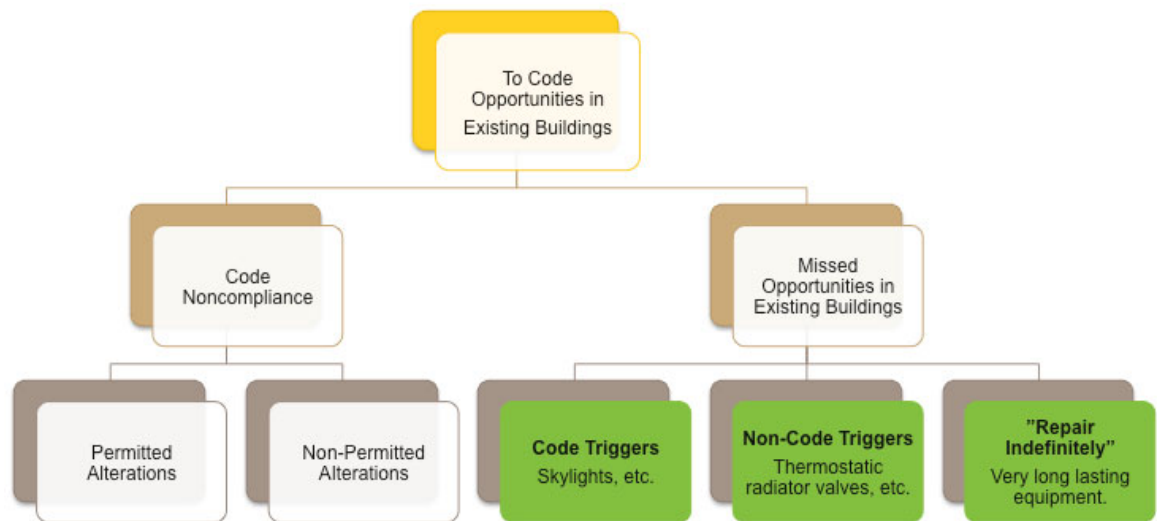 To Code
Opportunities in
Existing Buildings
Code
Noncompliance
Missed
Opportunities in
Existing Buildings
Permitted
Alterations
Non-Permitted
Alterations
Code Triggers
Skylights, etc.
Non-Code Triggers
Thermostatic
radiator valves, etc.
”Repair
Indefinitely”
Very long lasting
equipment.